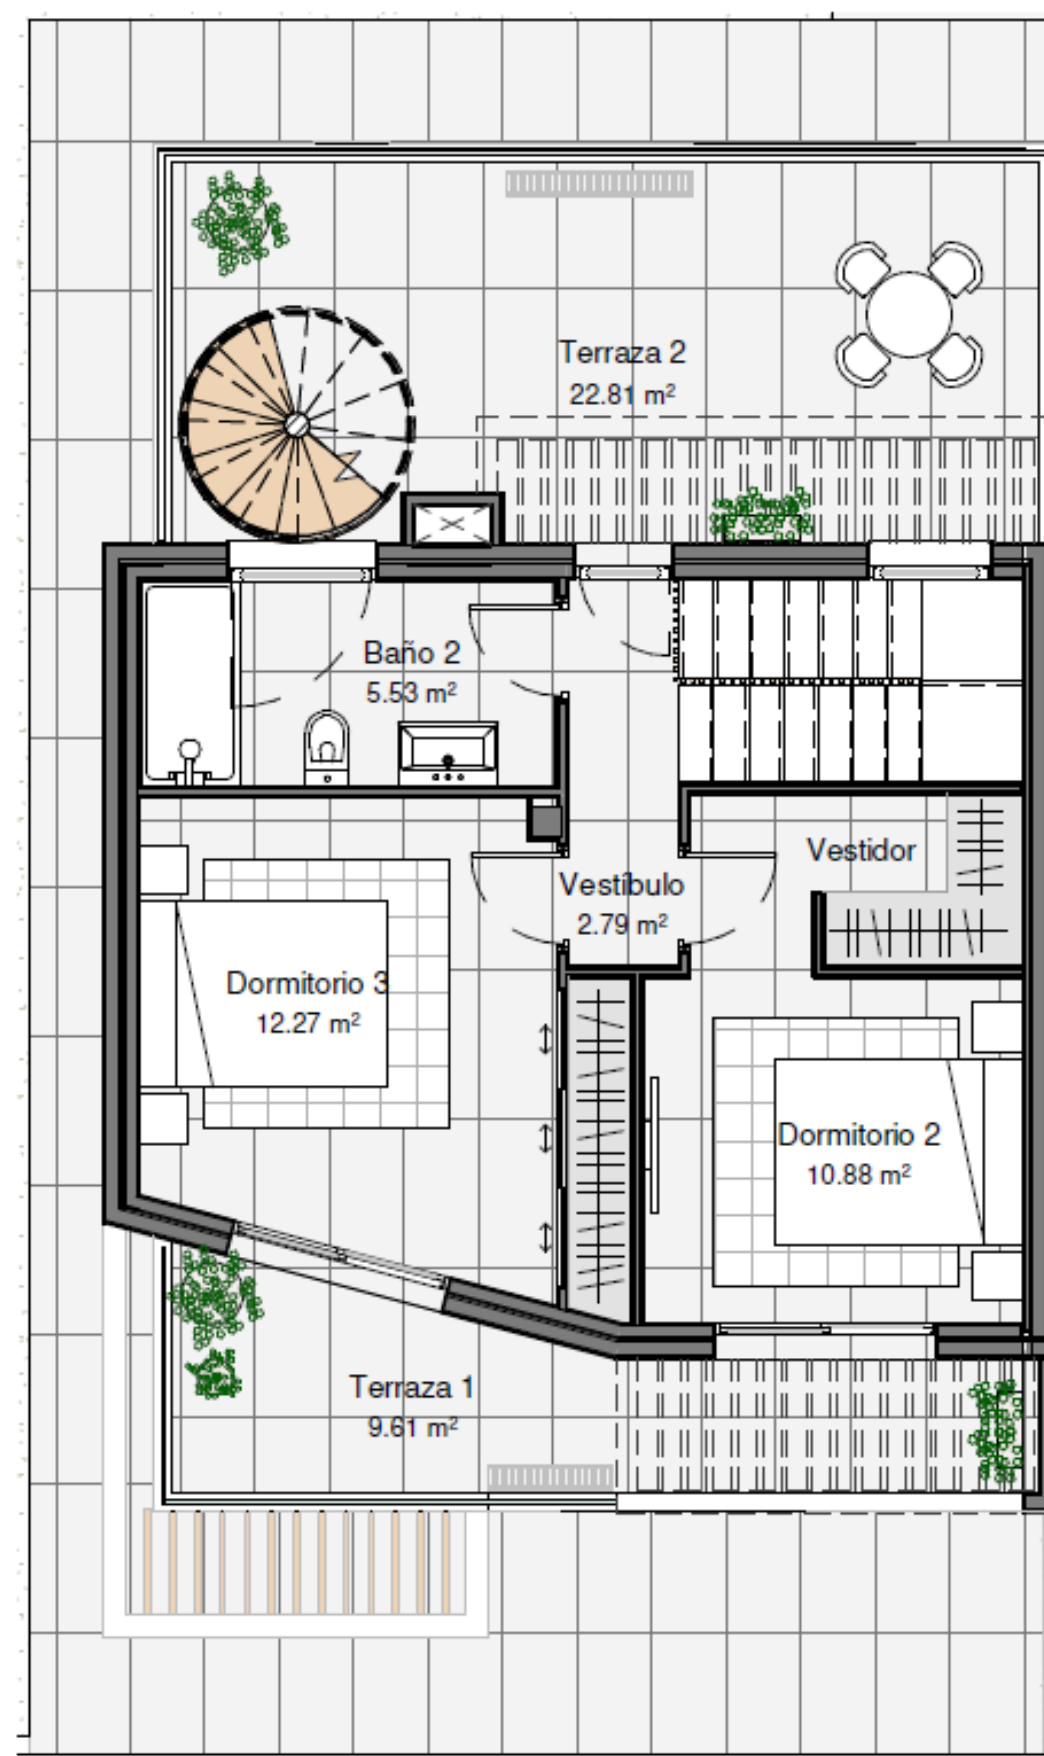 Terraza 2
22.81 m²
Baño 2
5.53 m²
Vestidor
Vestíbulo
2.79 m²
Dormitorio 3
12.27 m²
Dormitorio 2
10.88 m²
Terraza 1
9.61 m²